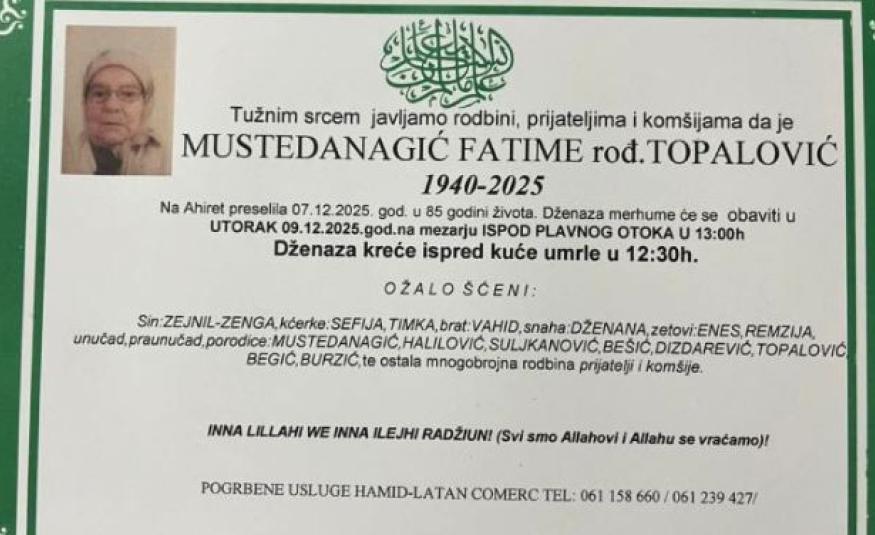 Tužnim srcem javljamo rodbini, prijateljima i komšijama da je
MUSTEDANAGIĆ FATIME rođ.TOPALOVIĆ
1940-2025
Na Ahiret preselila 07.12.2025. god. u 85 godini života. Dženaza merhume će se obaviti u
UTORAK 09.12.2025.god.na mezarju ISPOD PLAVNOG OTOKA U 13:00h
Dženaza kreće ispred kuće umrle u 12:30h.
OŽALO ŠĆENI:
Sin:ZEJNIL-ZENGA,kćerke:SEFIJA,TIMKA,brat:VAHID,snaha:DŽENANA,zetovi:ENES,REMZIJA,
unučad,praunučad,porodice:MUSTEDANAGIĆ,HALILOVIĆ,SULJKANOVIĆ,BEŠIĆ,DIZDAREVIĆ,TOPALOVIĆ,
BEGIĆ,BURZIĆ,te ostala mnogobrojna rodbina prijatelji i komšije.
INNA LILLAHI WE INNA ILEJHI RADŽIUN! (Svi smo Allahovi i Allahu se vraćamo)!
POGRBENE USLUGE HAMID-LATAN COMERC TEL: 061 158 660 / 061 239 427/